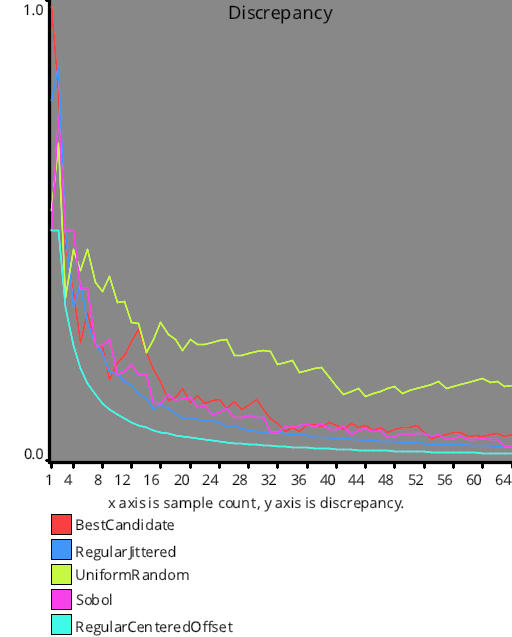 Discrepancy
1.0
0.0
1 4 8 12 16 20 24 28 32 36 40 44 48 52 56 60 64
x axis is sample count, y axis is discrepancy.
BestCandidate
RegularJittered
UniformRandom
Sobol
RegularCenteredOffset